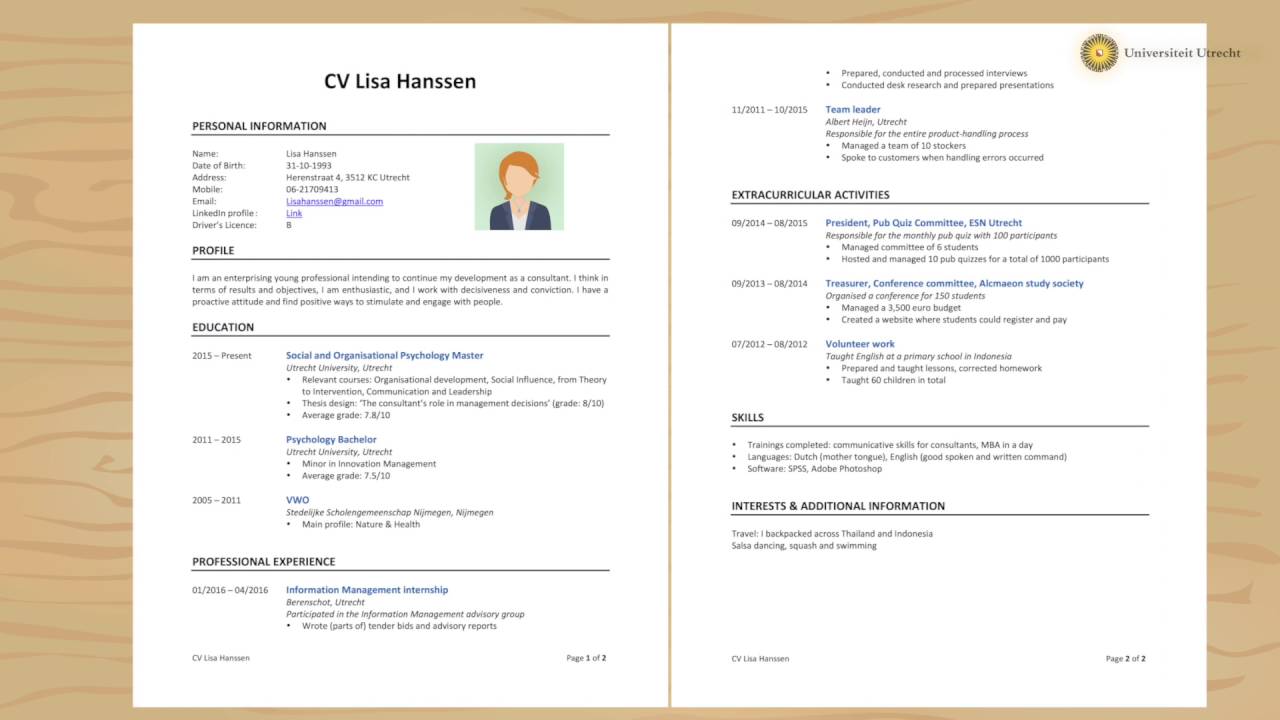 CV Lisa Hanssen
PERSONAL INFORMATION
Name: Lisa Hanssen
Date of Birth: 31-10-1993
Address: Herenstraat 4, 3512 KC Utrecht
Mobile: 06-21709413
Email: Lisahanssen@gmail.com
LinkedIn profile: Link
Driver's Licence: B
PROFILE
I am an enterprising young professional intending to continue my development as a consultant. I think in
terms of results and objectives, I am enthusiastic, and I work with decisiveness and conviction. I have a
proactive attitude and find positive ways to stimulate and engage with people.
EDUCATION
2015 – Present Social and Organisational Psychology Master
Utrecht University, Utrecht
• Relevant courses: Organisational development, Social Influence, from Theory
to Intervention, Communication and Leadership
• Thesis design: 'The consultant's role in management decisions' (grade: 8/10)
• Average grade: 7.8/10
2011 – 2015 Psychology Bachelor
Utrecht University, Utrecht
• Minor in Innovation Management
• Average grade: 7.5/10
2005 – 2011 VWO
Stedelijke Scholengemeenschap Nijmegen, Nijmegen
• Main profile: Nature & Health
PROFESSIONAL EXPERIENCE
01/2016 – 04/2016 Information Management internship
Berenschot, Utrecht
Participated in the Information Management advisory group
• Wrote (parts of) tender bids and advisory reports
CV Lisa Hanssen Page 1 of 2
Universiteit Utrecht
• Prepared, conducted and processed interviews
• Conducted desk research and prepared presentations
11/2011 – 10/2015 Team leader
Albert Heijn, Utrecht
Responsible for the entire product-handling process
• Managed a team of 10 stockers
• Spoke to customers when handling errors occurred
EXTRACURRICULAR ACTIVITIES
09/2014 – 08/2015 President, Pub Quiz Committee, ESN Utrecht
Responsible for the monthly pub quiz with 100 participants
• Managed committee of 6 students
• Hosted and managed 10 pub quizzes for a total of 1000 participants
09/2013 – 08/2014 Treasurer, Conference committee, Alcmaeon study society
Organised a conference for 150 students
• Managed a 3,500 euro budget
• Created a website where students could register and pay
07/2012 – 08/2012 Volunteer work
Taught English at a primary school in Indonesia
• Prepared and taught lessons, corrected homework
• Taught 60 children in total
SKILLS
• Trainings completed: communicative skills for consultants, MBA in a day
• Languages: Dutch (mother tongue), English (good spoken and written command)
• Software: SPSS, Adobe Photoshop
INTERESTS & ADDITIONAL INFORMATION
Travel: I backpacked across Thailand and Indonesia
Salsa dancing, squash and swimming
CV Lisa Hanssen Page 2 of 2